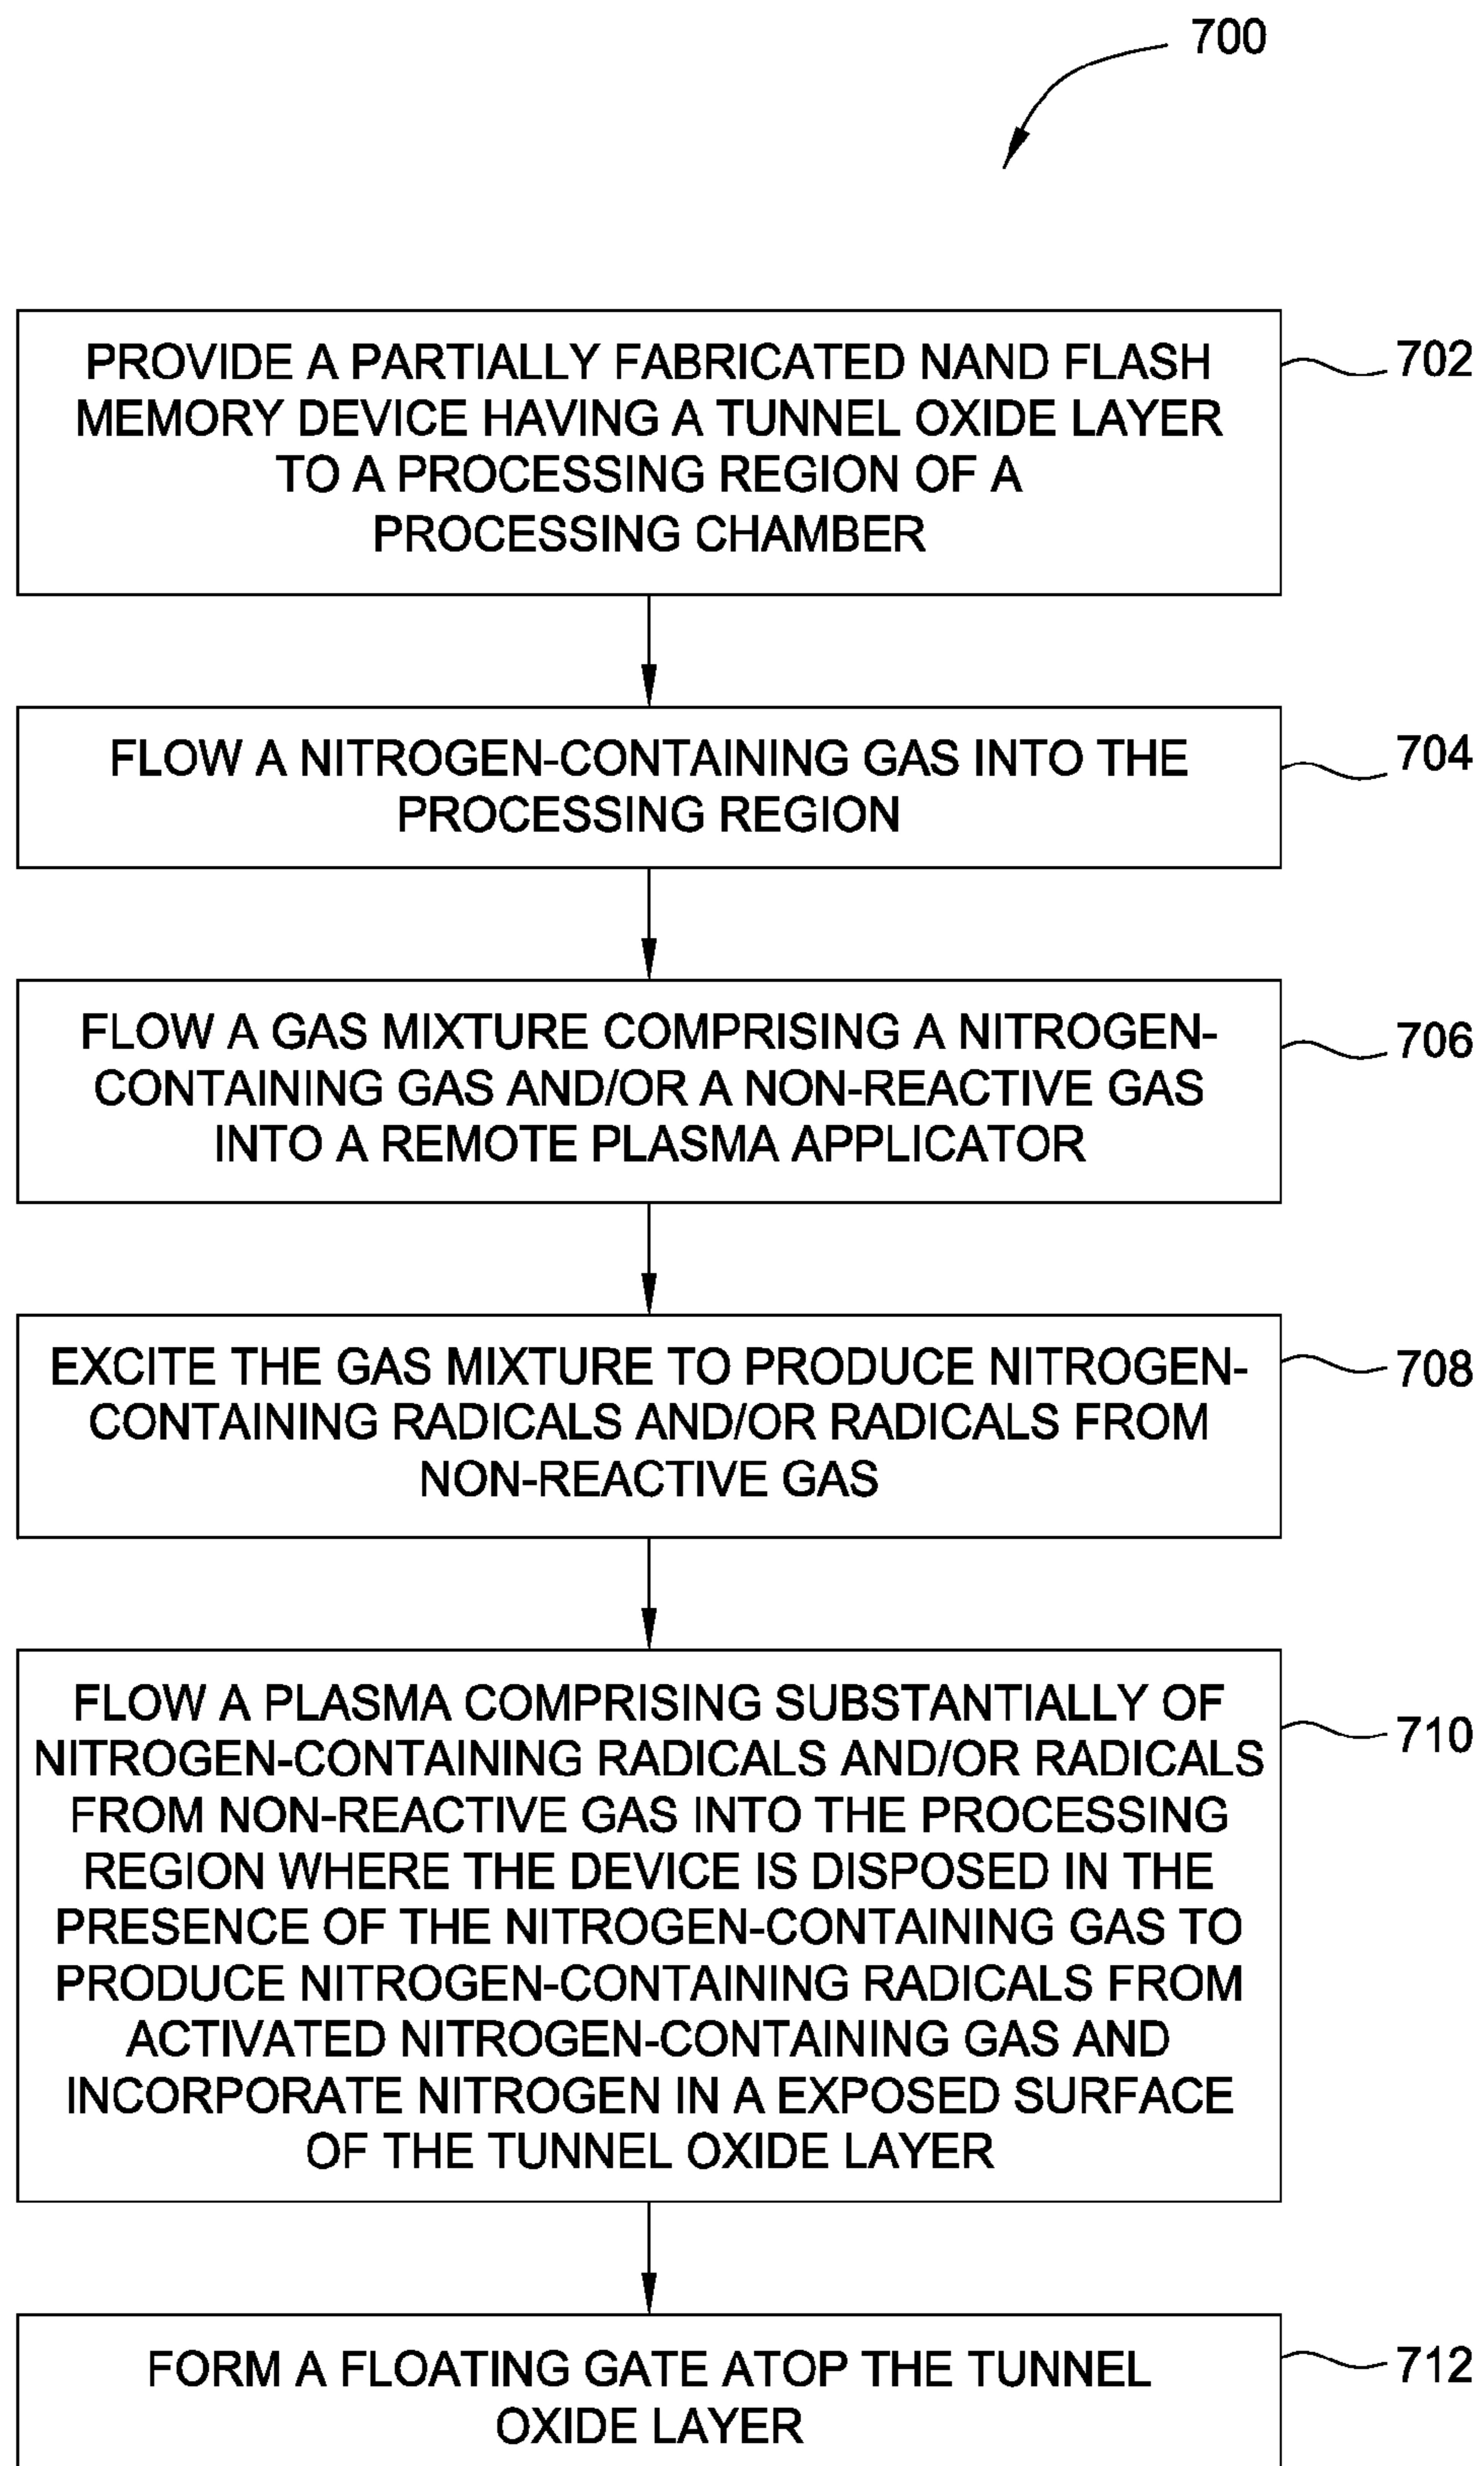 700
PROVIDE A PARTIALLY FABRICATED NAND FLASH
MEMORY DEVICE HAVING A TUNNEL OXIDE LAYER
TO A PROCESSING REGION OF A
PROCESSING CHAMBER
702
FLOW A NITROGEN-CONTAINING GAS INTO THE
PROCESSING REGION
704
FLOW A GAS MIXTURE COMPRISING A NITROGEN-
CONTAINING GAS AND/OR A NON-REACTIVE GAS
INTO A REMOTE PLASMA APPLICATOR
706
EXCITE THE GAS MIXTURE TO PRODUCE NITROGEN-
CONTAINING RADICALS AND/OR RADICALS FROM
NON-REACTIVE GAS
708
FLOW A PLASMA COMPRISING SUBSTANTIALLY OF
NITROGEN-CONTAINING RADICALS AND/OR RADICALS
FROM NON-REACTIVE GAS INTO THE PROCESSING
REGION WHERE THE DEVICE IS DISPOSED IN THE
PRESENCE OF THE NITROGEN-CONTAINING GAS TO
PRODUCE NITROGEN-CONTAINING RADICALS FROM
ACTIVATED NITROGEN-CONTAINING GAS AND
INCORPORATE NITROGEN IN A EXPOSED SURFACE
OF THE TUNNEL OXIDE LAYER
710
FORM A FLOATING GATE ATOP THE TUNNEL
OXIDE LAYER
712